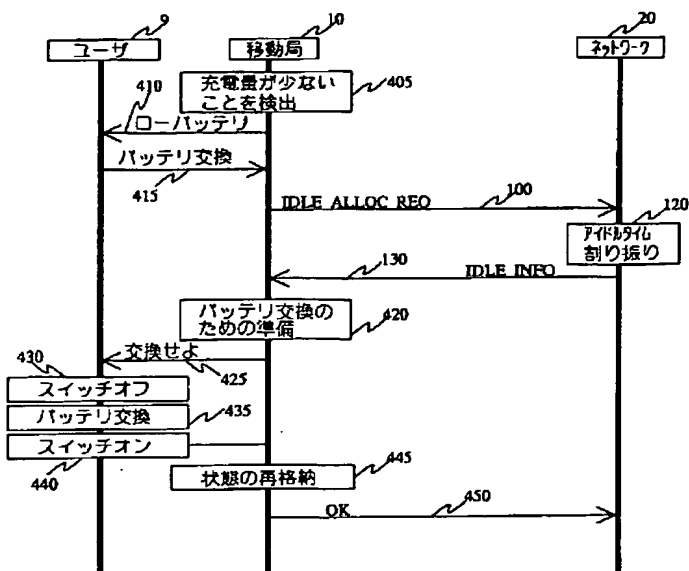 9
10
20
ユーザ
移動局
ネットワーク
充電量が少ない
ことを検出
405
410
ローバッテリ
バッテリ交換
415
IDLE ALLOC REQ
100
120
アイドルタイム
割り振り
130
IDLE INFO
バッテリ交換の
ための準備
420
交換せよ
425
430
スイッチオフ
バッテリ交換
435
スイッチオン
440
445
状態の再格納
450
OK